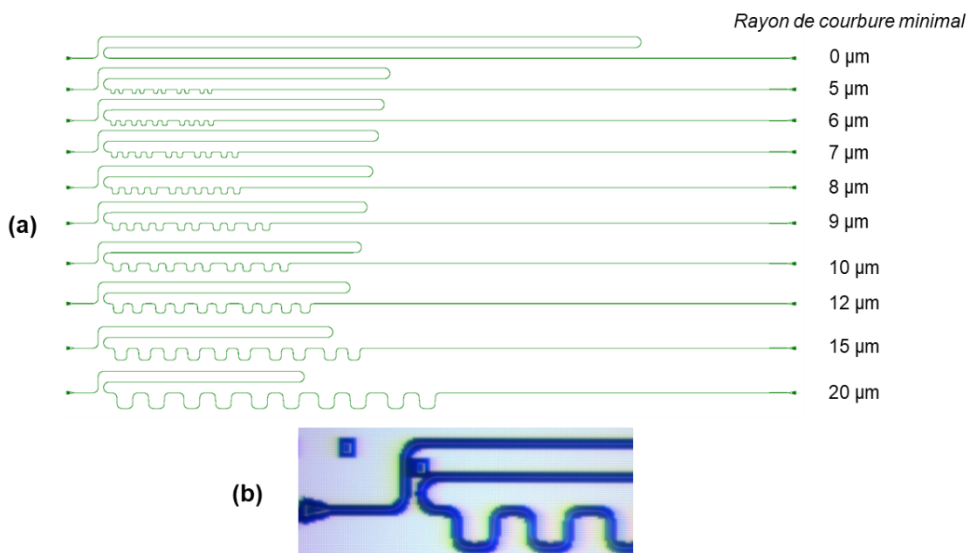 Rayon de courbure minimal
0 µm
5 µm
6 µm
7 µm
8 µm
(a)
9 µm
10 µm
12 µm
15 µm
20 µm
(b)